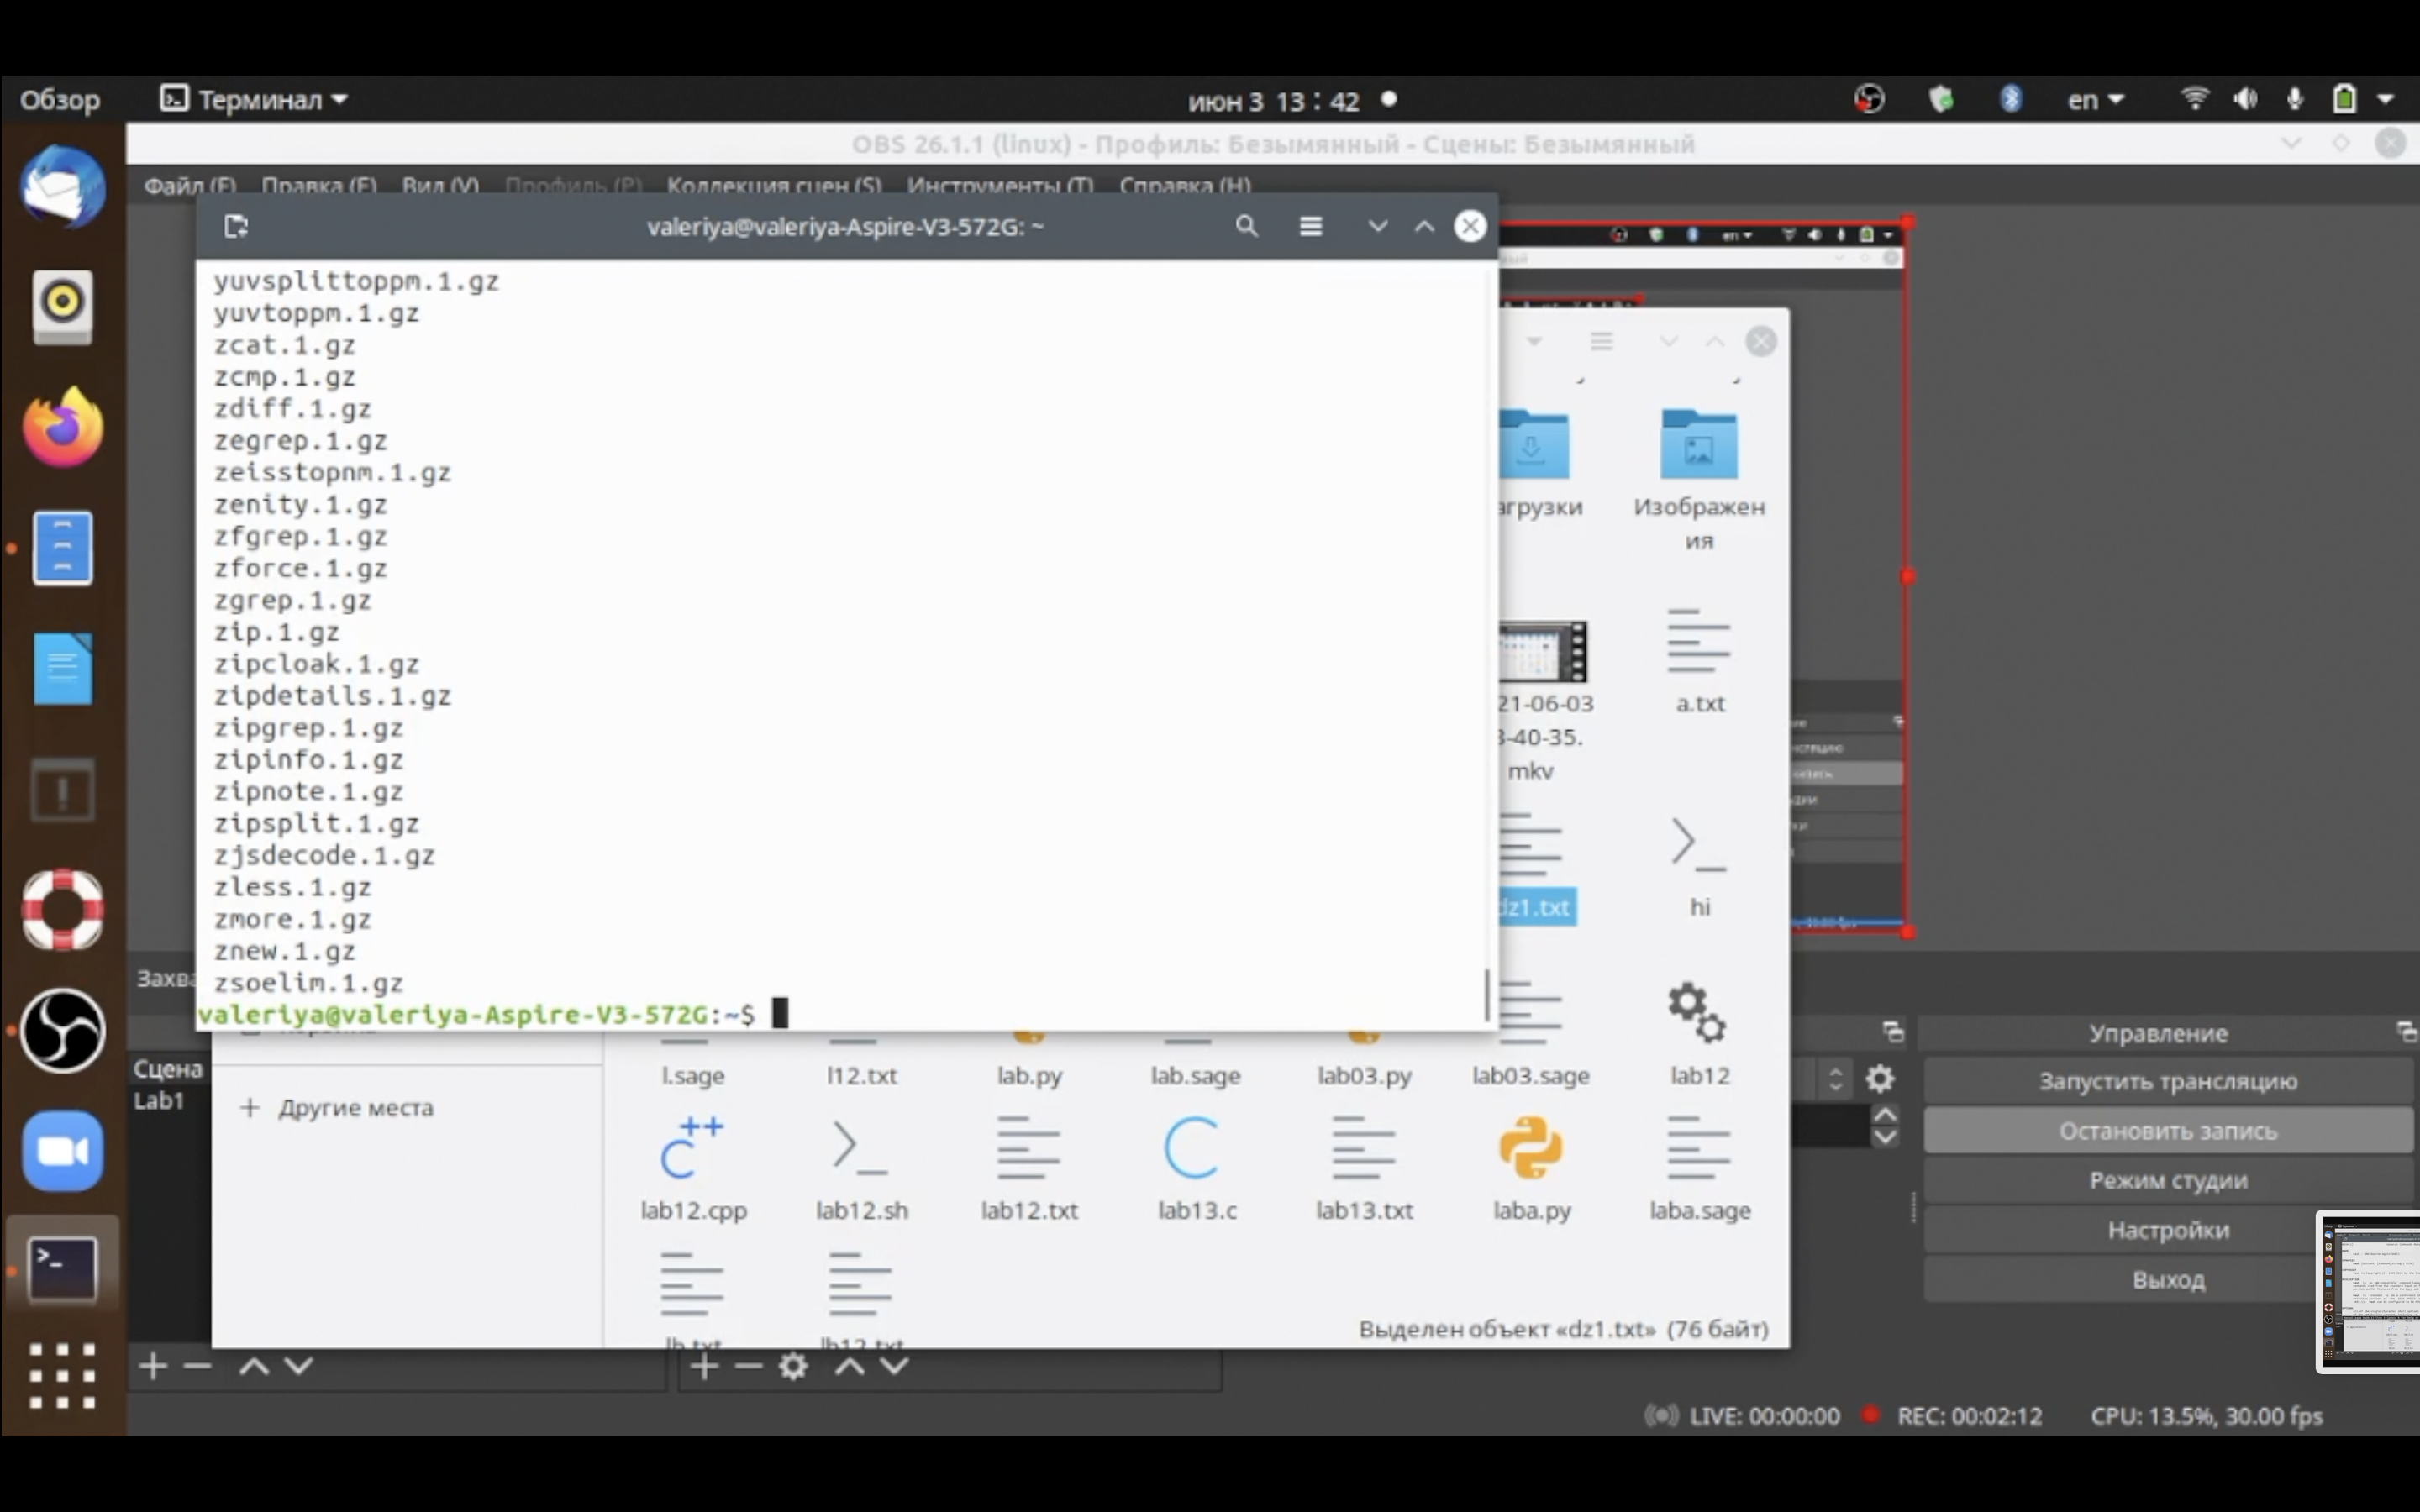 Обзор
Терминал
июн 3 13 : 42
en
OBS 26.1.1 (linux) - Профиль: Безымянный - Сцены: Безымянный
Файл (F) Правка (E) Вид (V) Профиль (P) Коллекция сцен (S) Инструменты (T) Справка (H)
valeriya@valeriya-Aspire-V3-572G: ~
yuvsplittoppm.1.gz
yuvtoppm.1.gz
zcat.1.gz
zcmp.1.gz
zdiff.1.gz
zegrep.1.gz
zeisstopnm.1.gz
zenity.1.gz
zfgrep.1.gz
zforce.1.gz
zgrep.1.gz
zip.1.gz
zipcloak.1.gz
zipdetails.1.gz
zipgrep.1.gz
zipinfo.1.gz
zipnote.1.gz
zipsplit.1.gz
zjsdecode.1.gz
zless.1.gz
zmore.1.gz
znew.1.gz
zsoelim.1.gz
valeriya@valeriya-Aspire-V3-572G:~$
en
агрузки
Изображен
ия
21-06-03
-40-35.
mkv
a.txt
dz1.txt
hi
Захва
l.sage
l12.txt
lab.py
lab.sage
lab03.py
lab03.sage
lab12
Сцена
Lab1
+ Другие места
lab12.cpp
lab12.sh
lab12.txt
lab13.c
lab13.txt
laba.py
laba.sage
lb.txt
lb12.txt
Выделен объект «dz1.txt» (76 байт)
Управление
Запустить трансляцию
Остановить запись
Режим студии
Настройки
Выход
LIVE: 00:00:00
REC: 00:02:12
CPU: 13.5%, 30.00 fps